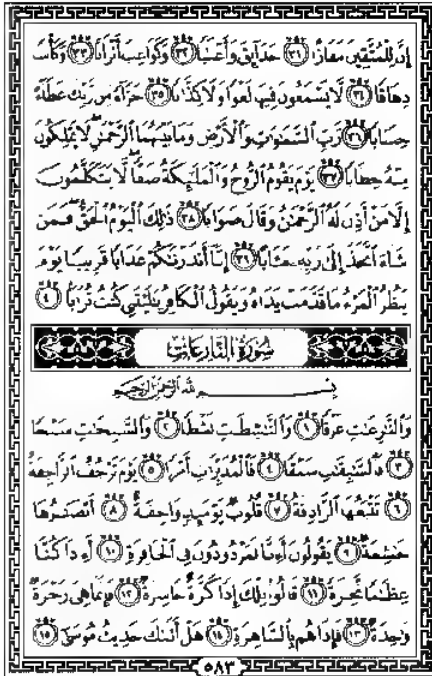 إِنَّ لِلْمُتَّقِينَ مَفَازًا ﴿٣١﴾ حَدَآئِقَ وَأَعْنَٰبًا ﴿٣٢﴾ وَكَوَاعِبَ أَتْرَابًا ﴿٣٣﴾ وَكَأْسًا
دِهَاقًا ﴿٣٤﴾ لَّا يَسْمَعُونَ فِيهَا لَغْوًا وَلَا كِذَّٰبًا ﴿٣٥﴾ جَزَآءً مِّن رَّبِّكَ عَطَآءً
حِسَابًا ﴿٣٦﴾ رَّبِّ ٱلسَّمَٰوَٰتِ وَٱلْأَرْضِ وَمَا بَيْنَهُمَا ٱلرَّحْمَٰنِ ۖ لَا يَمْلِكُونَ
مِنْهُ خِطَابًا ﴿٣٧﴾ يَوْمَ يَقُومُ ٱلرُّوحُ وَٱلْمَلَٰٓئِكَةُ صَفًّا ۖ لَّا يَتَكَلَّمُونَ
إِلَّا مَنْ أَذِنَ لَهُ ٱلرَّحْمَٰنُ وَقَالَ صَوَابًا ﴿٣٨﴾ ذَٰلِكَ ٱلْيَوْمُ ٱلْحَقُّ ۖ فَمَن
شَآءَ ٱتَّخَذَ إِلَىٰ رَبِّهِۦ مَـَٔابًا ﴿٣٩﴾ إِنَّآ أَنذَرْنَٰكُمْ عَذَابًا قَرِيبًا يَوْمَ
يَنظُرُ ٱلْمَرْءُ مَا قَدَّمَتْ يَدَاهُ وَيَقُولُ ٱلْكَافِرُ يَٰلَيْتَنِى كُنتُ تُرَٰبًۢا ﴿٤٠﴾
سُورَةُ النَّازِعَاتِ
بِسْمِ ٱللَّهِ ٱلرَّحْمَٰنِ ٱلرَّحِيمِ
وَٱلنَّٰزِعَٰتِ غَرْقًا ﴿١﴾ وَٱلنَّٰشِطَٰتِ نَشْطًا ﴿٢﴾ وَٱلسَّٰبِحَٰتِ سَبْحًا
﴿٣﴾ فَٱلسَّٰبِقَٰتِ سَبْقًا ﴿٤﴾ فَٱلْمُدَبِّرَٰتِ أَمْرًا ﴿٥﴾ يَوْمَ تَرْجُفُ ٱلرَّاجِفَةُ
﴿٦﴾ تَتْبَعُهَا ٱلرَّادِفَةُ ﴿٧﴾ قُلُوبٌ يَوْمَئِذٍ وَاجِفَةٌ ﴿٨﴾ أَبْصَٰرُهَا
خَٰشِعَةٌ ﴿٩﴾ يَقُولُونَ أَءِنَّا لَمَرْدُودُونَ فِى ٱلْحَافِرَةِ ﴿١٠﴾ أَءِذَا كُنَّا
عِظَٰمًا نَّخِرَةً ﴿١١﴾ قَالُوا۟ تِلْكَ إِذًا كَرَّةٌ خَاسِرَةٌ ﴿١٢﴾ فَإِنَّمَا هِىَ زَجْرَةٌ
وَٰحِدَةٌ ﴿١٣﴾ فَإِذَا هُم بِٱلسَّاهِرَةِ ﴿١٤﴾ هَلْ أَتَىٰكَ حَدِيثُ مُوسَىٰٓ ﴿١٥﴾
٥٨٣